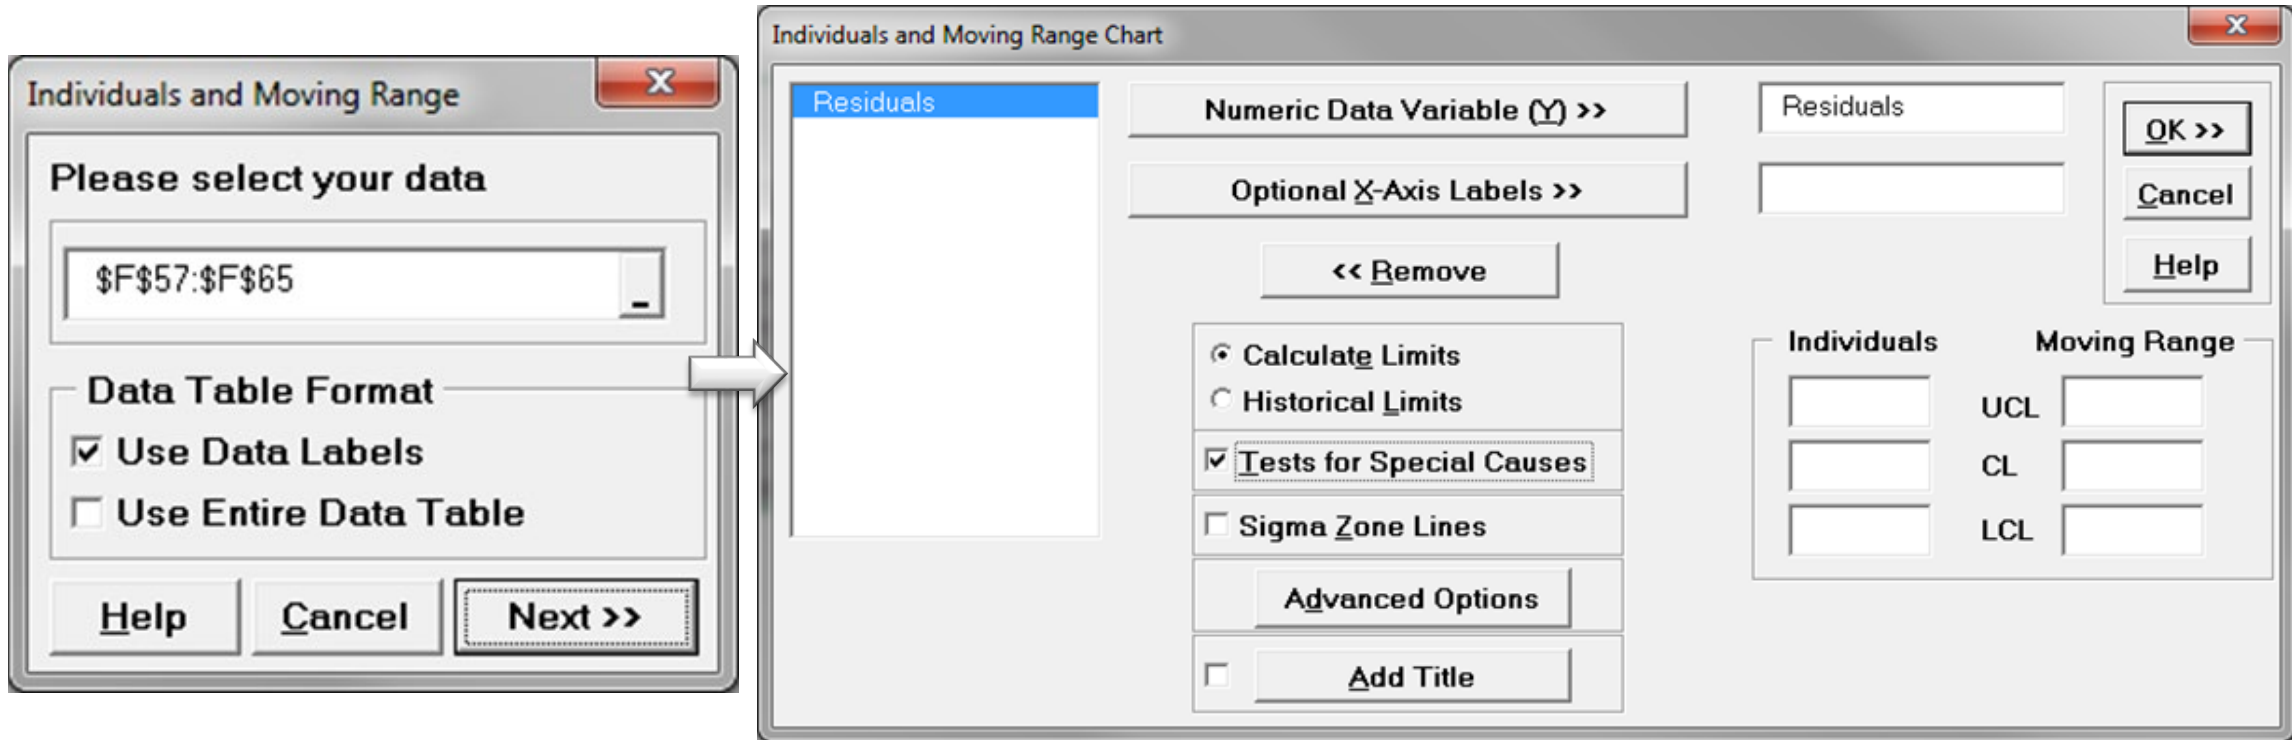 Individuals and Moving Range
Please select your data
$F$57:$F$65
Data Table Format
Use Data Labels
Use Entire Data Table
Help Cancel Next >>
Individuals and Moving Range Chart
Residuals
Numeric Data Variable (Y) >>
Residuals
Optional X-Axis Labels >>
<< Remove
OK >>
Cancel
Help
Calculate Limits
Historical Limits
Tests for Special Causes
Sigma Zone Lines
Advanced Options
Add Title
Individuals Moving Range
UCL
CL
LCL